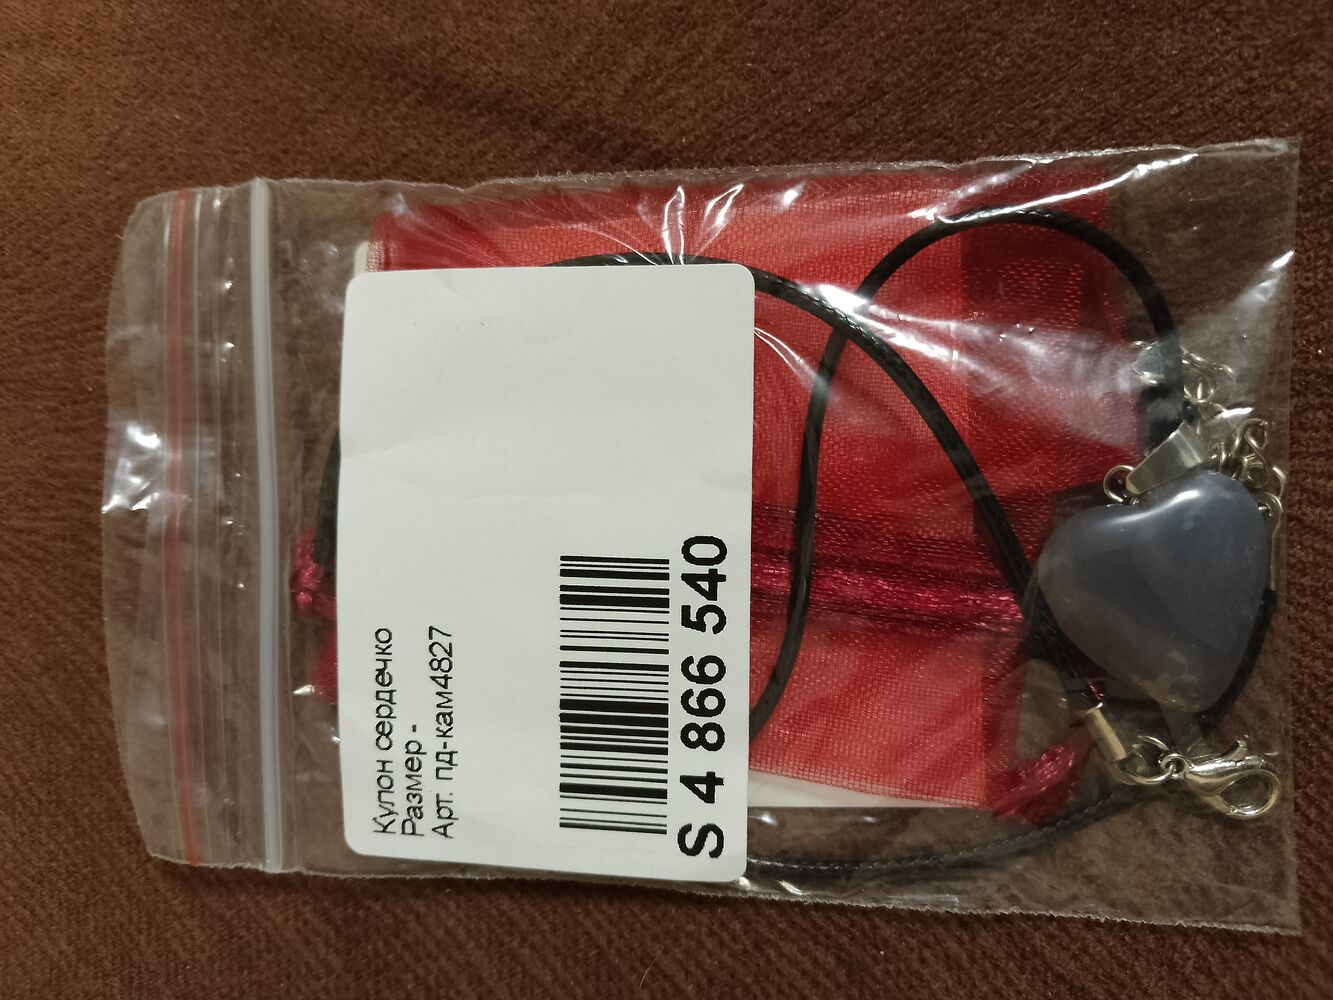 Кулон сердечко
Размер -
Арт. пд-кам4827
S 4 866 540